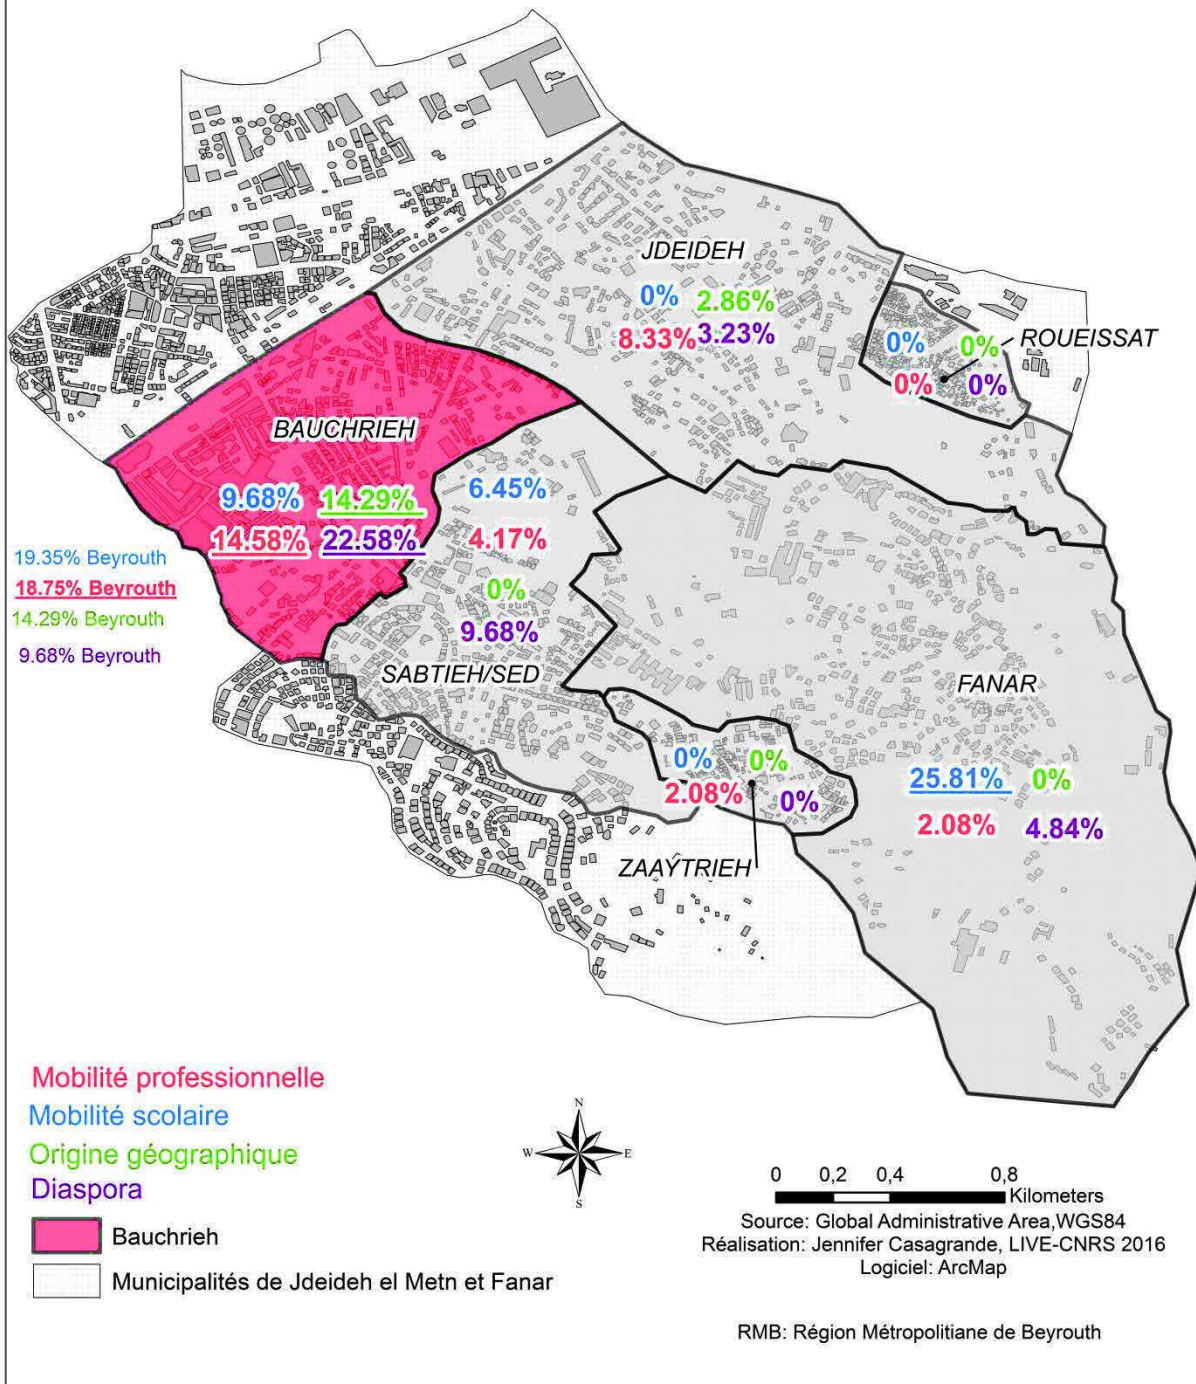 JDEIDEH
0% 2.86%
8.33% 3.23%
ROUEISSAT
0% 0%
0% 0%
BAUCHRIEH
9.68% 14.29%
14.58% 22.58%
6.45%
4.17%
0%
9.68%
SABTIEH/SED
19.35% Beyrouth
18.75% Beyrouth
14.29% Beyrouth
9.68% Beyrouth
FANAR
25.81% 0%
2.08% 4.84%
0% 0%
2.08% 0%
ZAAÝTRIEH
Mobilité professionnelle
Mobilité scolaire
Origine géographique
Diaspora
Bauchrieh
Municipalités de Jdeideh el Metn et Fanar
N
W E
S
0 0,2 0,4 0,8
Kilometers
Source: Global Administrative Area,WGS84
Réalisation: Jennifer Casagrande, LIVE-CNRS 2016
Logiciel: ArcMap
RMB: Région Métropolitiane de Beyrouth